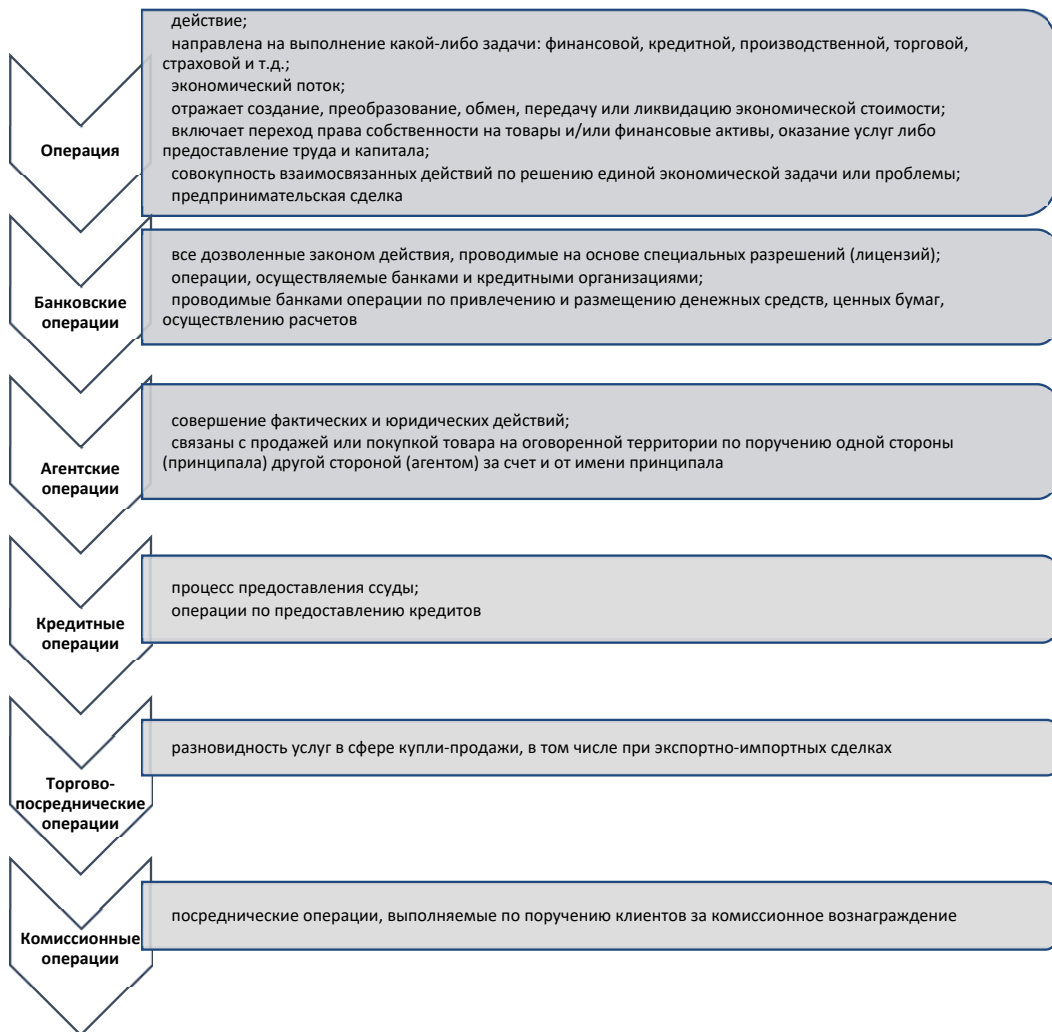 действие;
направлена на выполнение какой-либо задачи: финансовой, кредитной, производственной, торговой,
страховой и т.д.;
экономический поток;
отражает создание, преобразование, обмен, передачу или ликвидацию экономической стоимости;
включает переход права собственности на товары и/или финансовые активы, оказание услуг либо
предоставление труда и капитала;
совокупность взаимосвязанных действий по решению единой экономической задачи или проблемы;
предпринимательская сделка
Операция
все дозволенные законом действия, проводимые на основе специальных разрешений (лицензий);
операции, осуществляемые банками и кредитными организациями;
проводимые банками операции по привлечению и размещению денежных средств, ценных бумаг,
осуществлению расчетов
Банковские
операции
совершение фактических и юридических действий;
связаны с продажей или покупкой товара на оговоренной территории по поручению одной стороны
(принципала) другой стороной (агентом) за счет и от имени принципала
Агентские
операции
процесс предоставления ссуды;
операции по предоставлению кредитов
Кредитные
операции
разновидность услуг в сфере купли-продажи, в том числе при экспортно-импортных сделках
Торгово-
посреднические
операции
посреднические операции, выполняемые по поручению клиентов за комиссионное вознаграждение
Комиссионные
операции